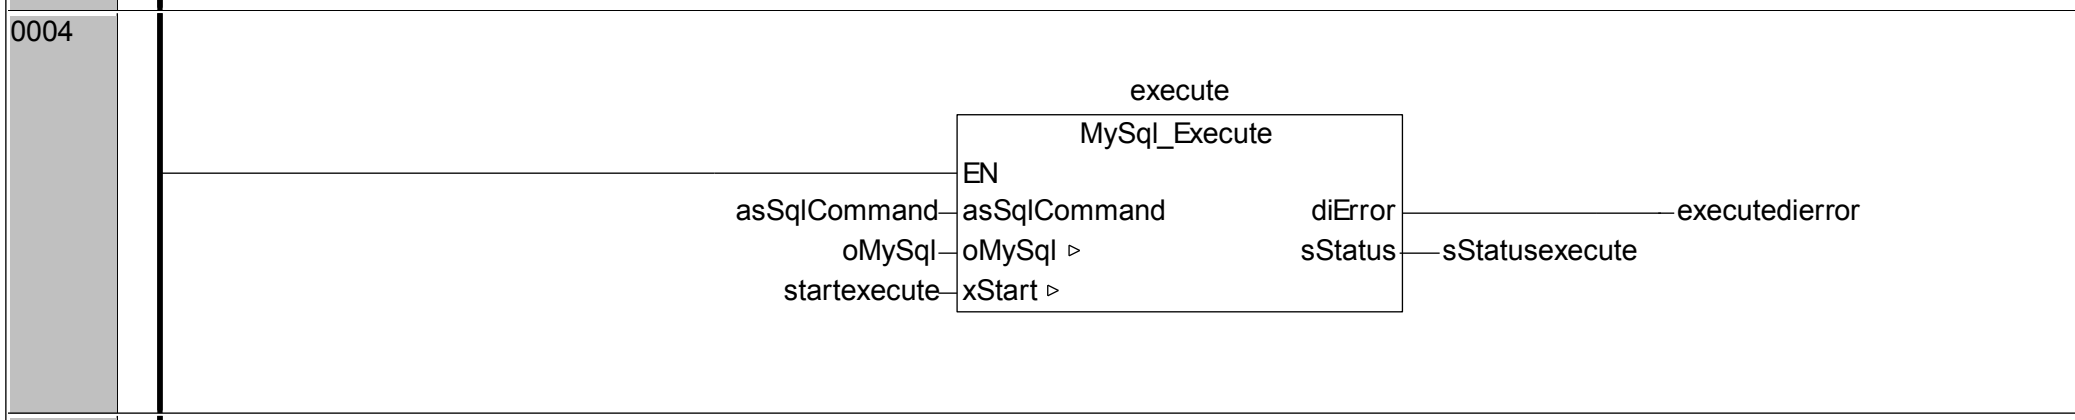 0004
execute
MySql_Execute
EN
asSqlCommand asSqlCommand diError executedierror
oMySql oMySql sStatus sStatusexecute
startexecute xStart